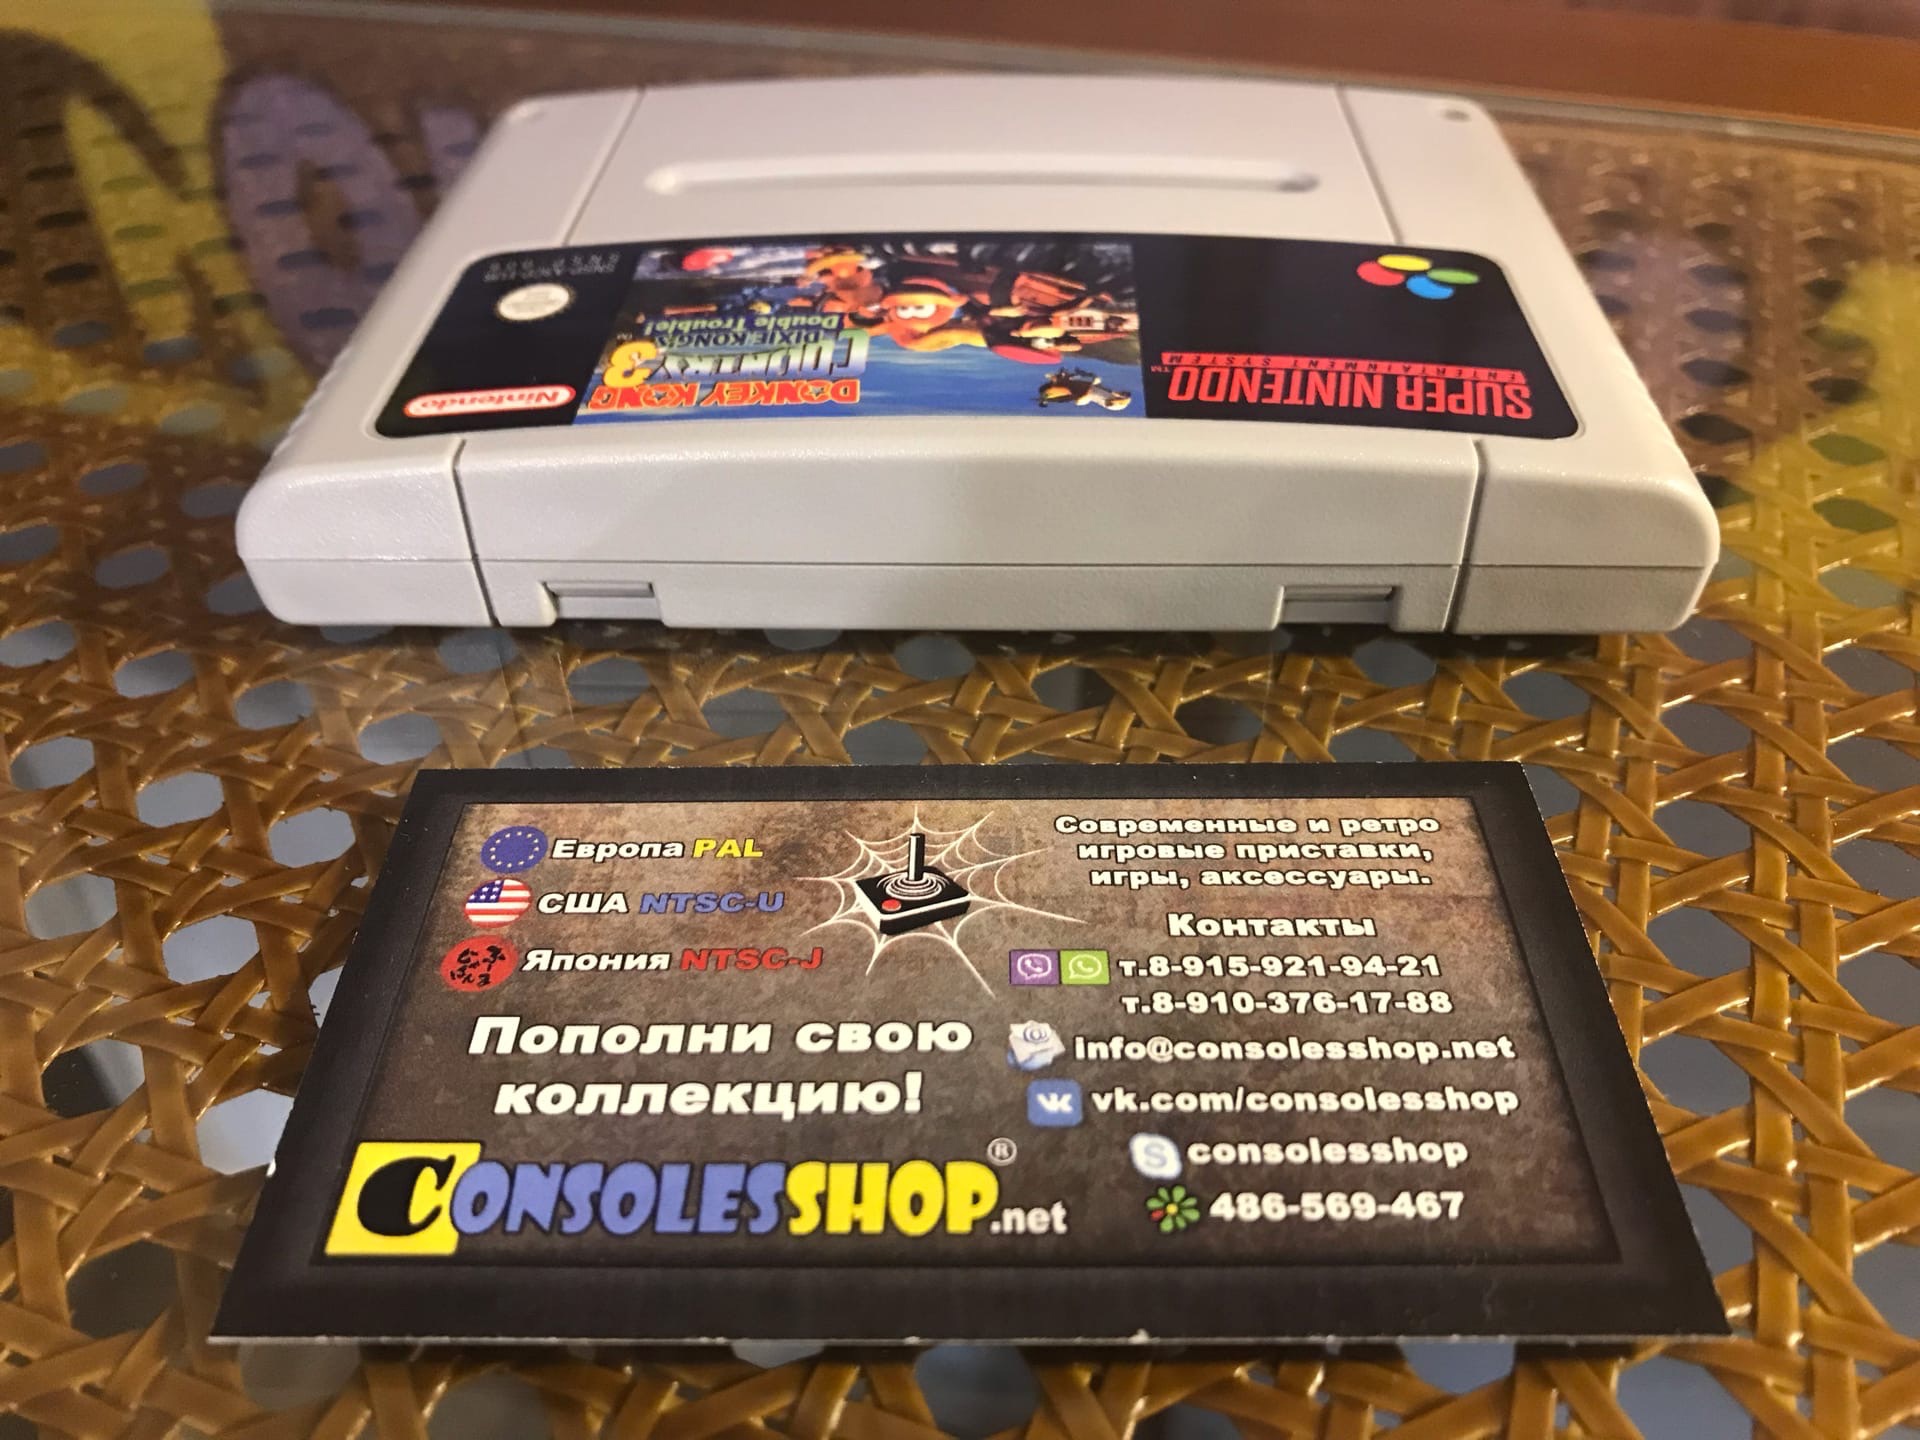 SUPER NINTENDO™
ENTERTAINMENT SYSTEM
DONKEY KONG
COUNTRY 3™
DIXIE KONG'S
Double Trouble!
Nintendo
Европа PAL
США NTSC-U
Япония NTSC-J
Пополни свою
коллекцию!
CONSOLESSHOP®.net
Современные и ретро
игровые приставки,
игры, аксессуары.
Контакты
т.8-915-921-94-21
т.8-910-376-17-88
info@consolesshop.net
vk.com/consolesshop
consolesshop
486-569-467